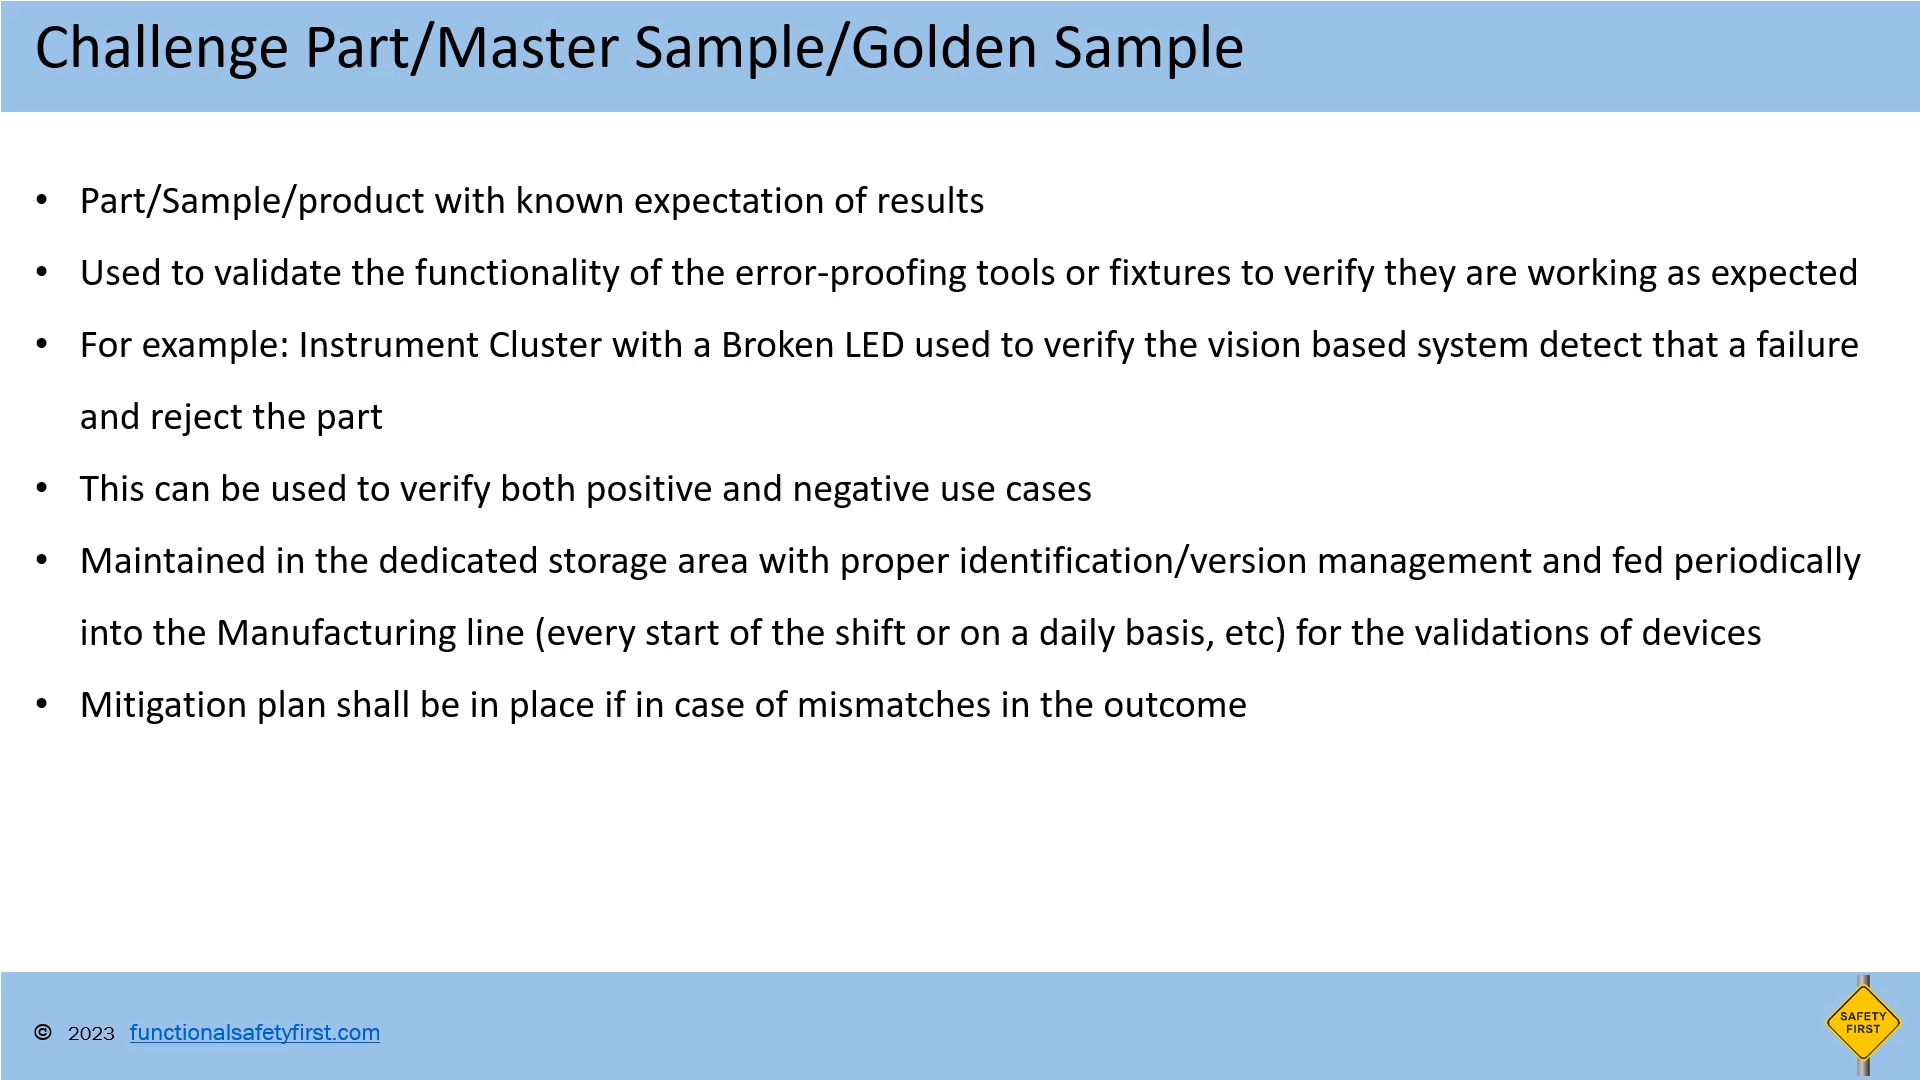 Challenge Part/Master Sample/Golden Sample
• Part/Sample/product with known expectation of results
• Used to validate the functionality of the error-proofing tools or fixtures to verify they are working as expected
• For example: Instrument Cluster with a Broken LED used to verify the vision based system detect that a failure
and reject the part
• This can be used to verify both positive and negative use cases
• Maintained in the dedicated storage area with proper identification/version management and fed periodically
into the Manufacturing line (every start of the shift or on a daily basis, etc) for the validations of devices
• Mitigation plan shall be in place if in case of mismatches in the outcome
© 2023 functionalsafetyfirst.com
SAFETY
FIRST